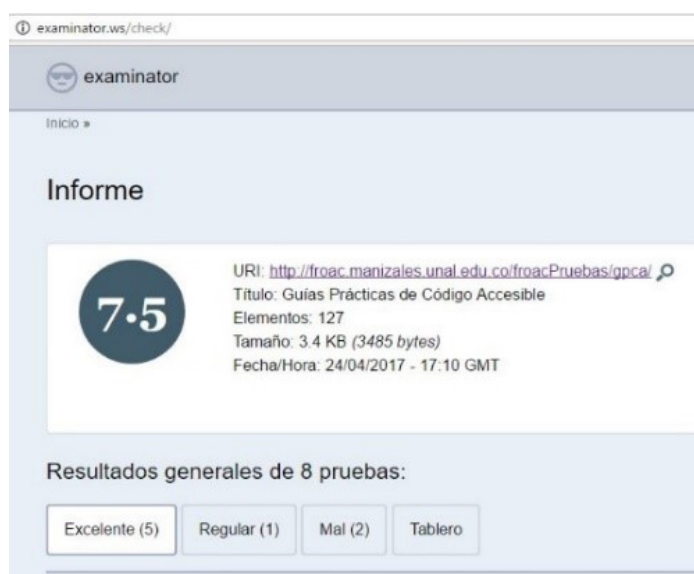 examinator.ws/check/
examinator
Inicio »
Informe
7.5
URI: http://froac.manizales.unal.edu.co/froacPruebas/gpca/
Título: Guías Prácticas de Código Accesible
Elementos: 127
Tamaño: 3.4 KB (3485 bytes)
Fecha/Hora: 24/04/2017 - 17:10 GMT
Resultados generales de 8 pruebas:
Excelente (5) Regular (1) Mal (2) Tablero